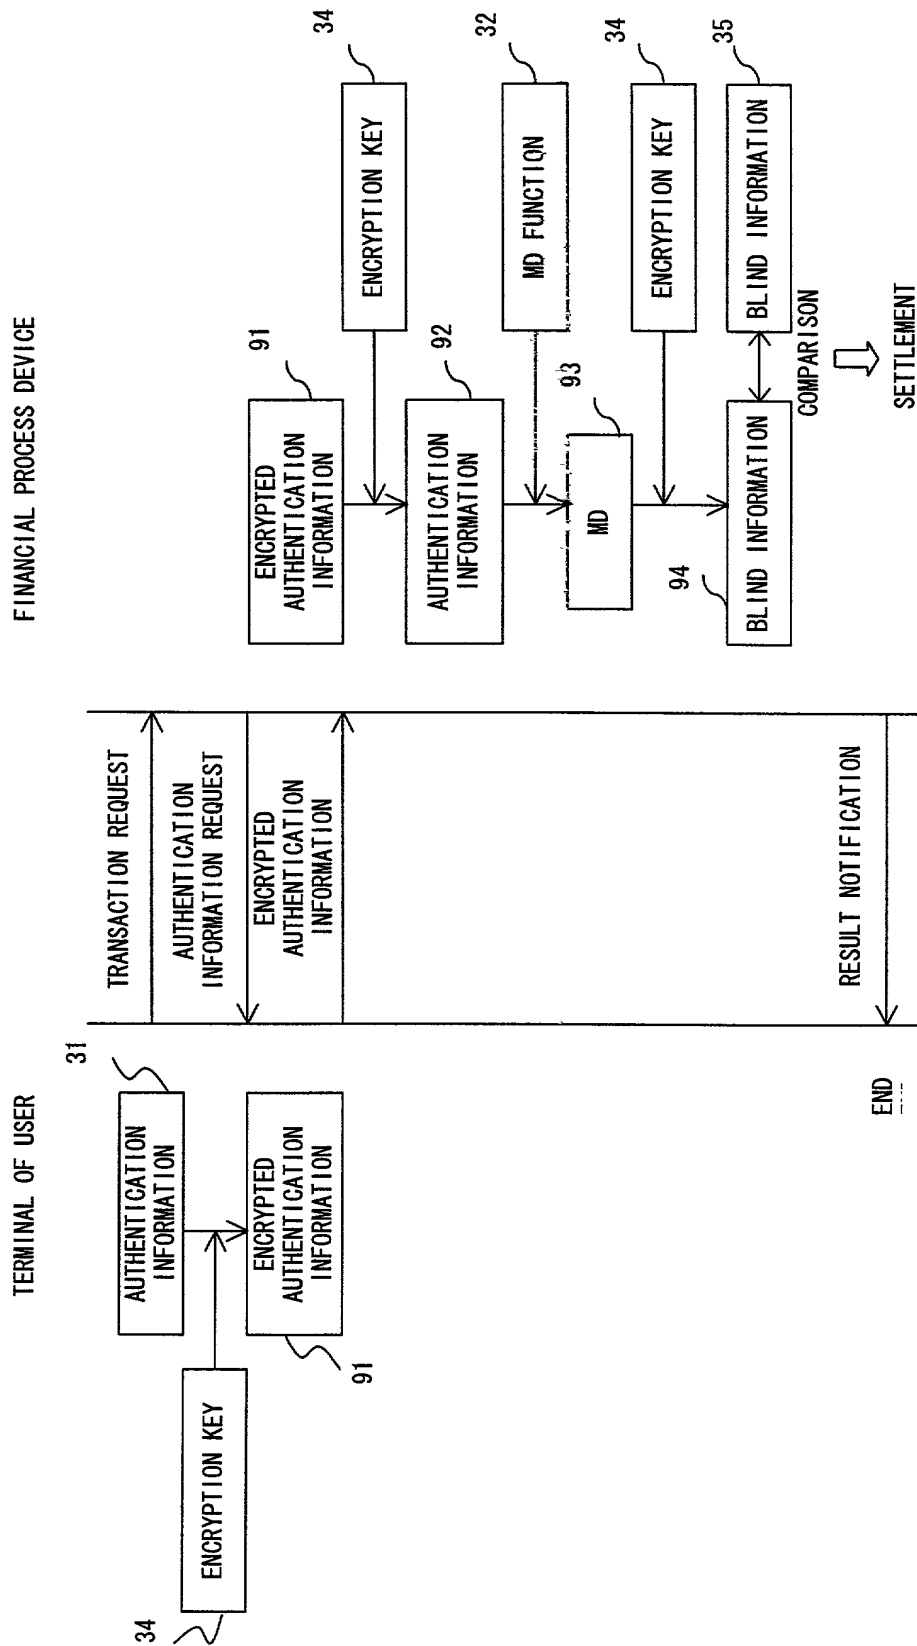 TERMINAL OF USER
FINANCIAL PROCESS DEVICE
31
AUTHENTICATION
INFORMATION
34
ENCRYPTION KEY
ENCRYPTED
AUTHENTICATION
INFORMATION
91
TRANSACTION REQUEST
AUTHENTICATION
INFORMATION REQUEST
ENCRYPTED
AUTHENTICATION
INFORMATION
91
ENCRYPTED
AUTHENTICATION
INFORMATION
34
ENCRYPTION KEY
92
AUTHENTICATION
INFORMATION
32
MD FUNCTION
93
MD
34
ENCRYPTION KEY
94
BLIND INFORMATION
35
BLIND INFORMATION
COMPARISON
SETTLEMENT
RESULT NOTIFICATION
END